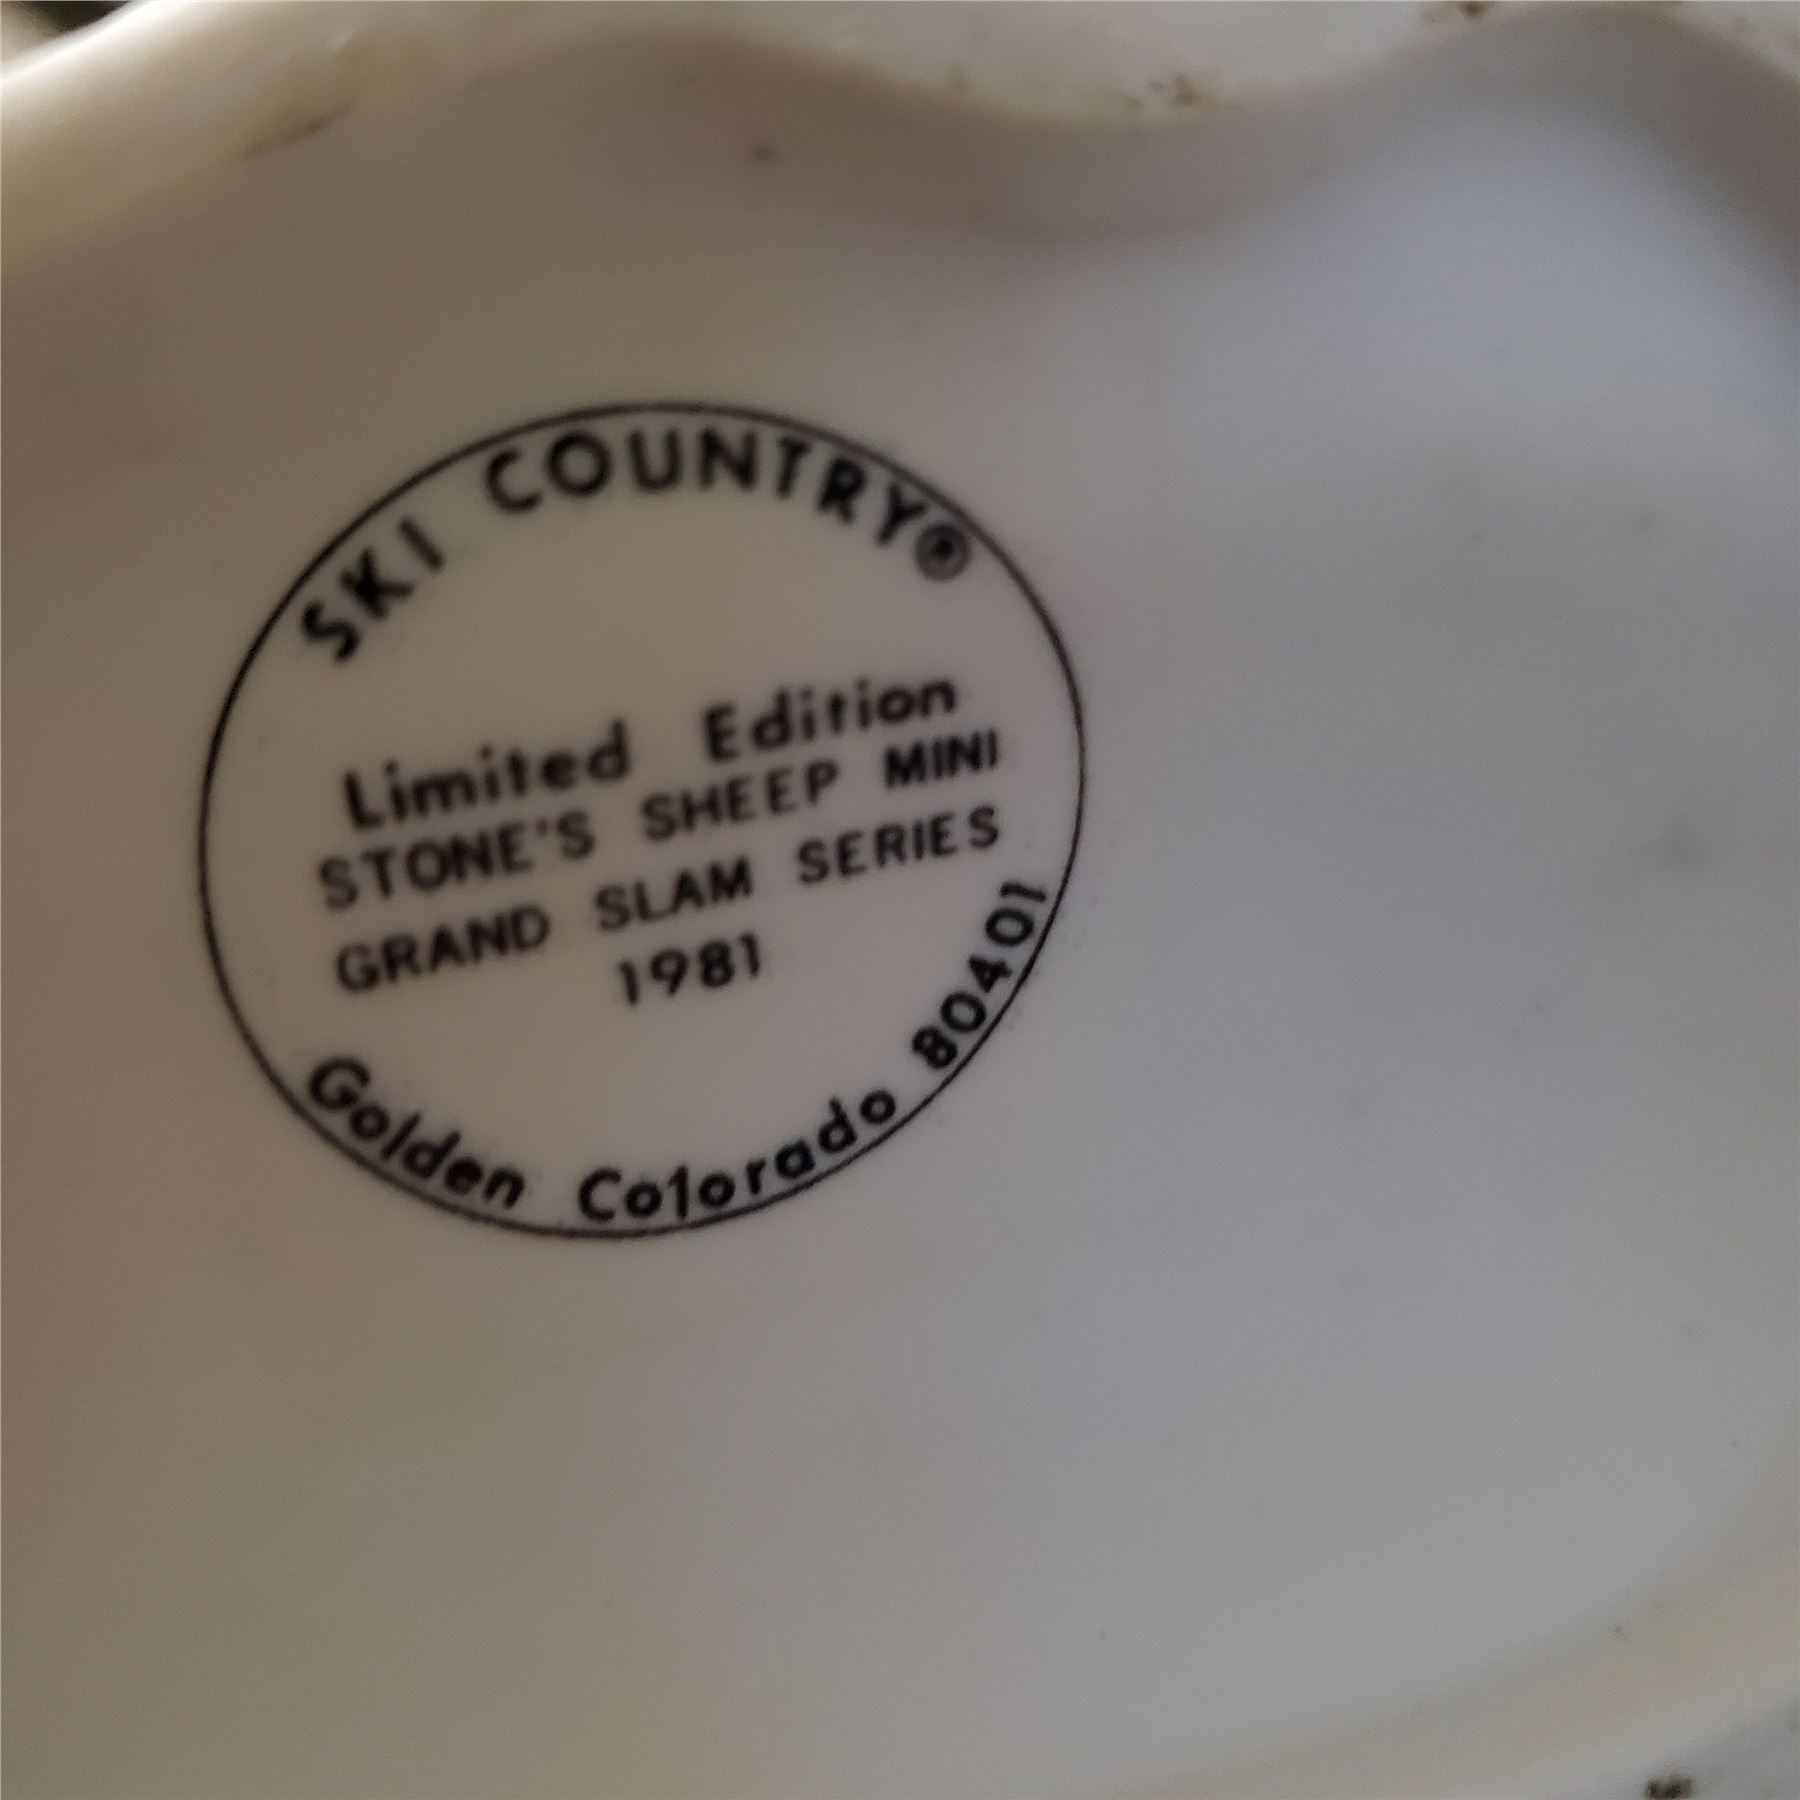 SKI COUNTRY®
Limited Edition
STONE'S SHEEP MINI
GRAND SLAM SERIES
1981
Golden Colorado 80401